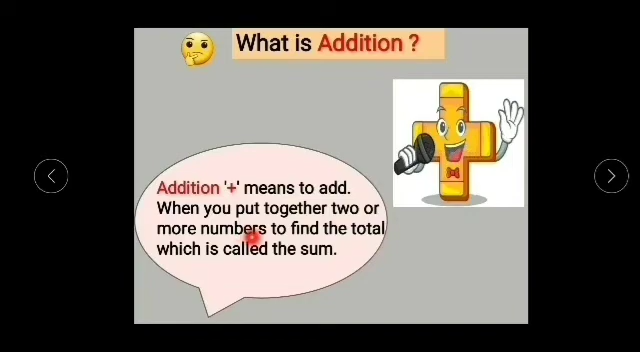 What is Addition ?
Addition '+' means to add.
When you put together two or
more numbers to find the total
which is called the sum.